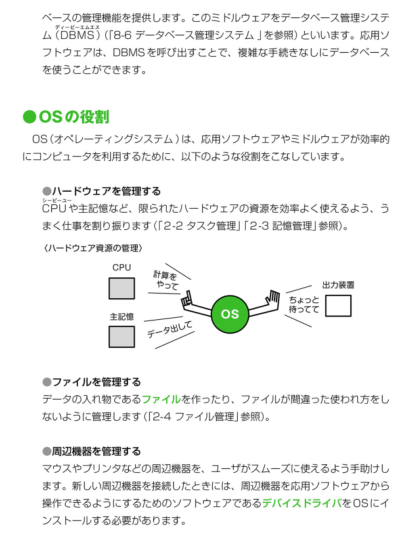 ベースの管理機能を提供します。このミドルウェアをデータベース管理システ
ディービーエムエス
ム(DBMS)(「8-6 データベース管理システム 」を参照)といいます。応用ソ
フトウェアは、DBMSを呼び出すことで、複雑な手続きなしにデータベース
を使うことができます。
●OSの役割
OS(オペレーティングシステム)は、応用ソフトウェアやミドルウェアが効率的
にコンピュータを利用するために、以下のような役割をこなしています。
●ハードウェアを管理する
シーピーユー
CPUや主記憶など、限られたハードウェアの資源を効率よく使えるよう、う
まく仕事を割り振ります(「2-2 タスク管理」「2-3 記憶管理」参照)。
〈ハードウェア資源の管理〉
CPU
計算を
やって
出力装置
ちょっと
待ってて
OS
主記憶
データ出して
●ファイルを管理する
データの入れ物であるファイルを作ったり、ファイルが間違った使われ方をし
ないように管理します(「2-4 ファイル管理」参照)。
●周辺機器を管理する
マウスやプリンタなどの周辺機器を、ユーザがスムーズに使えるよう手助けし
ます。新しい周辺機器を接続したときには、周辺機器を応用ソフトウェアから
操作できるようにするためのソフトウェアであるデバイスドライバをOSにイ
ンストールする必要があります。